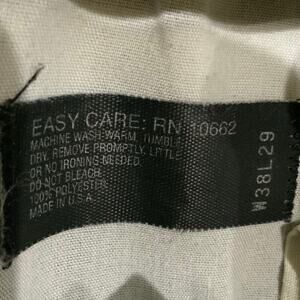 EASY CARE: RN 10662
MACHINE WASH-WARM, TUMBLE
DRY. REMOVE PROMPTLY. LITTLE
OR NO IRONING NEEDED.
DO NOT BLEACH.
100% POLYESTER
MADE IN U.S.A.
W38L29